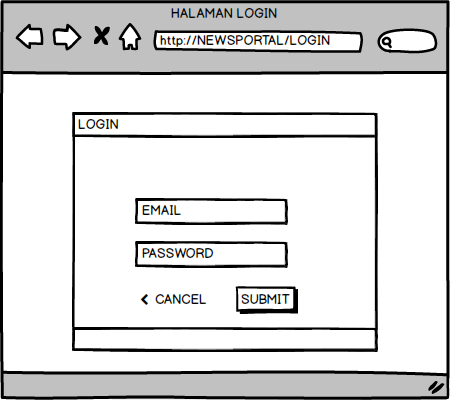 HALAMAN LOGIN
http://NEWSPORTAL/LOGIN
LOGIN
EMAIL
PASSWORD
CANCEL SUBMIT